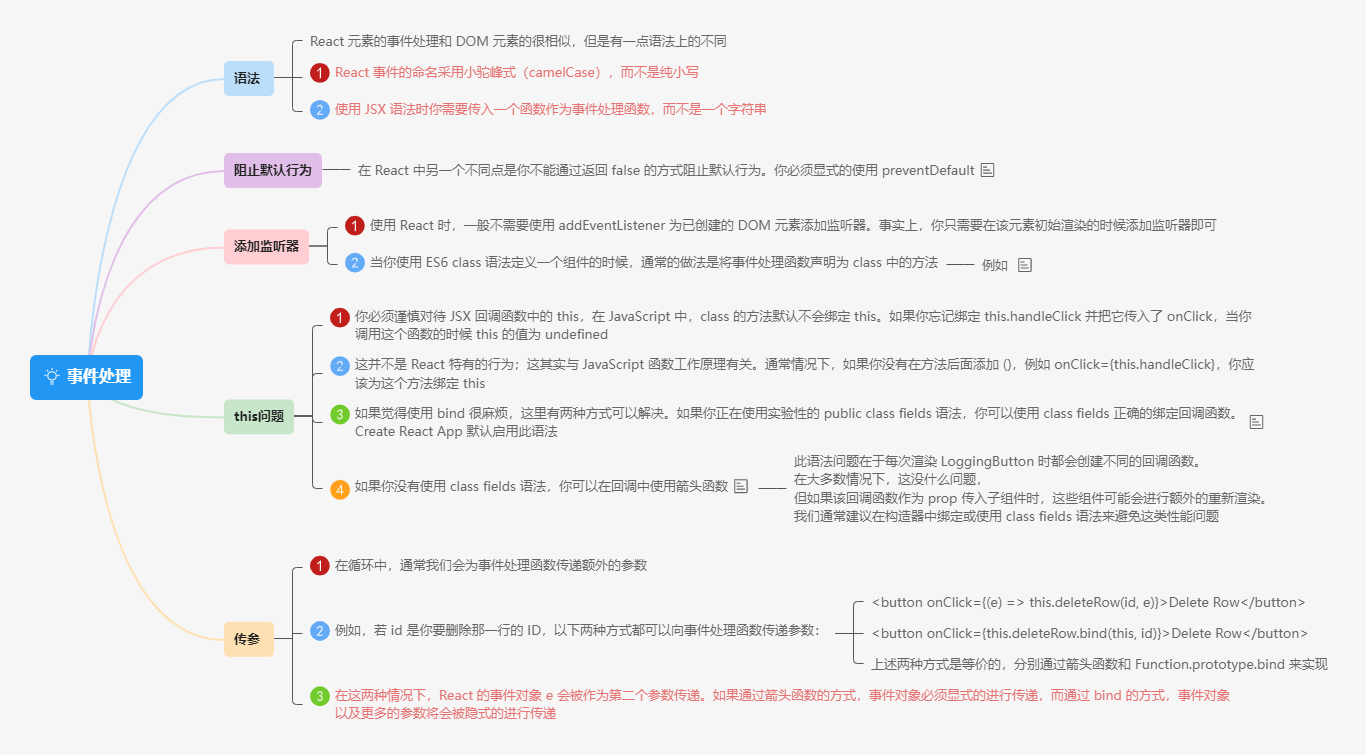 事件处理
语法
React 元素的事件处理和 DOM 元素的很相似，但是有一点语法上的不同
1 React 事件的命名采用小驼峰式（camelCase），而不是纯小写
2 使用 JSX 语法时你需要传入一个函数作为事件处理函数，而不是一个字符串
阻止默认行为
在 React 中另一个不同点是你不能通过返回 false 的方式阻止默认行为。你必须显式的使用 preventDefault
添加监听器
1 使用 React 时，一般不需要使用 addEventListener 为已创建的 DOM 元素添加监听器。事实上，你只需要在该元素初始渲染的时候添加监听器即可
2 当你使用 ES6 class 语法定义一个组件的时候，通常的做法是将事件处理函数声明为 class 中的方法
例如
this问题
1 你必须谨慎对待 JSX 回调函数中的 this，在 JavaScript 中，class 的方法默认不会绑定 this。如果你忘记绑定 this.handleClick 并把它传入了 onClick，当你
调用这个函数的时候 this 的值为 undefined
2 这并不是 React 特有的行为；这其实与 JavaScript 函数工作原理有关。通常情况下，如果你没有在方法后面添加 ()，例如 onClick={this.handleClick}，你应
该为这个方法绑定 this
3 如果觉得使用 bind 很麻烦，这里有两种方式可以解决。如果你正在使用实验性的 public class fields 语法，你可以使用 class fields 正确的绑定回调函数。
Create React App 默认启用此语法
4 如果你没有使用 class fields 语法，你可以在回调中使用箭头函数
此语法问题在于每次渲染 LoggingButton 时都会创建不同的回调函数。
在大多数情况下，这没什么问题，
但如果该回调函数作为 prop 传入子组件时，这些组件可能会进行额外的重新渲染。
我们通常建议在构造器中绑定或使用 class fields 语法来避免这类性能问题
传参
1 在循环中，通常我们会为事件处理函数传递额外的参数
2 例如，若 id 是你要删除那一行的 ID，以下两种方式都可以向事件处理函数传递参数：
<button onClick={(e) => this.deleteRow(id, e)}>Delete Row</button>
<button onClick={this.deleteRow.bind(this, id)}>Delete Row</button>
上述两种方式是等价的，分别通过箭头函数和 Function.prototype.bind 来实现
3 在这两种情况下，React 的事件对象 e 会被作为第二个参数传递。如果通过箭头函数的方式，事件对象必须显式的进行传递，而通过 bind 的方式，事件对象
以及更多的参数将会被隐式的进行传递